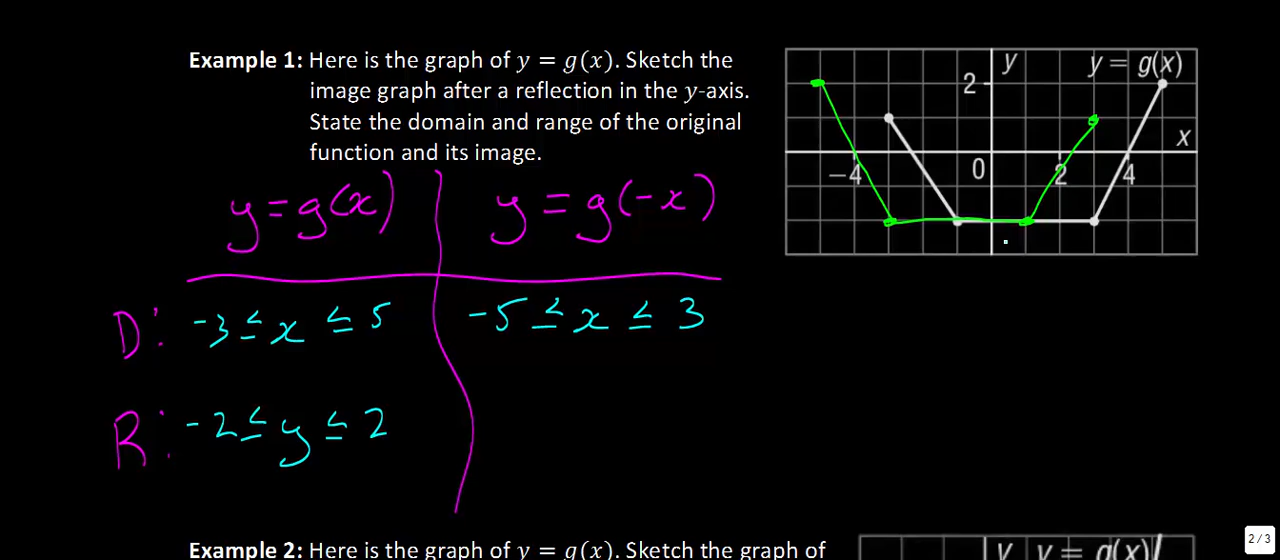 Example 1: Here is the graph of y = g(x). Sketch the
image graph after a reflection in the y-axis.
State the domain and range of the original
function and its image.
y = g(x)
2
y
x
-4
0
2
4
y = g(x) y = g(-x)
D: -3 ≤ x ≤ 5 -5 ≤ x ≤ 3
R: -2 ≤ y ≤ 2
2/3
Example 2: Here is the graph of y = g(x). Sketch the graph of
y y = g(x)